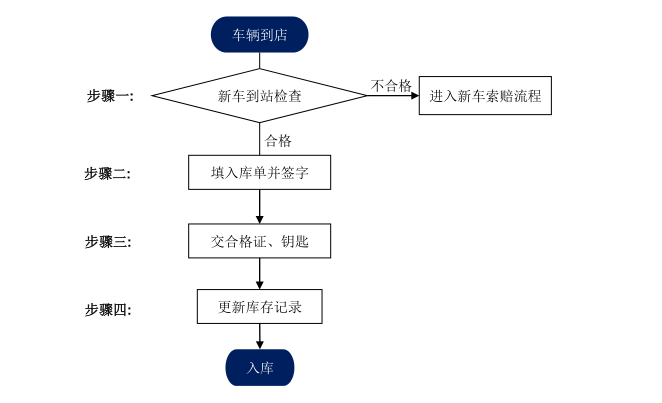 车辆到店
步骤一:
新车到站检查
不合格
进入新车索赔流程
合格
步骤二:
填入库单并签字
步骤三:
交合格证、钥匙
步骤四:
更新库存记录
入库